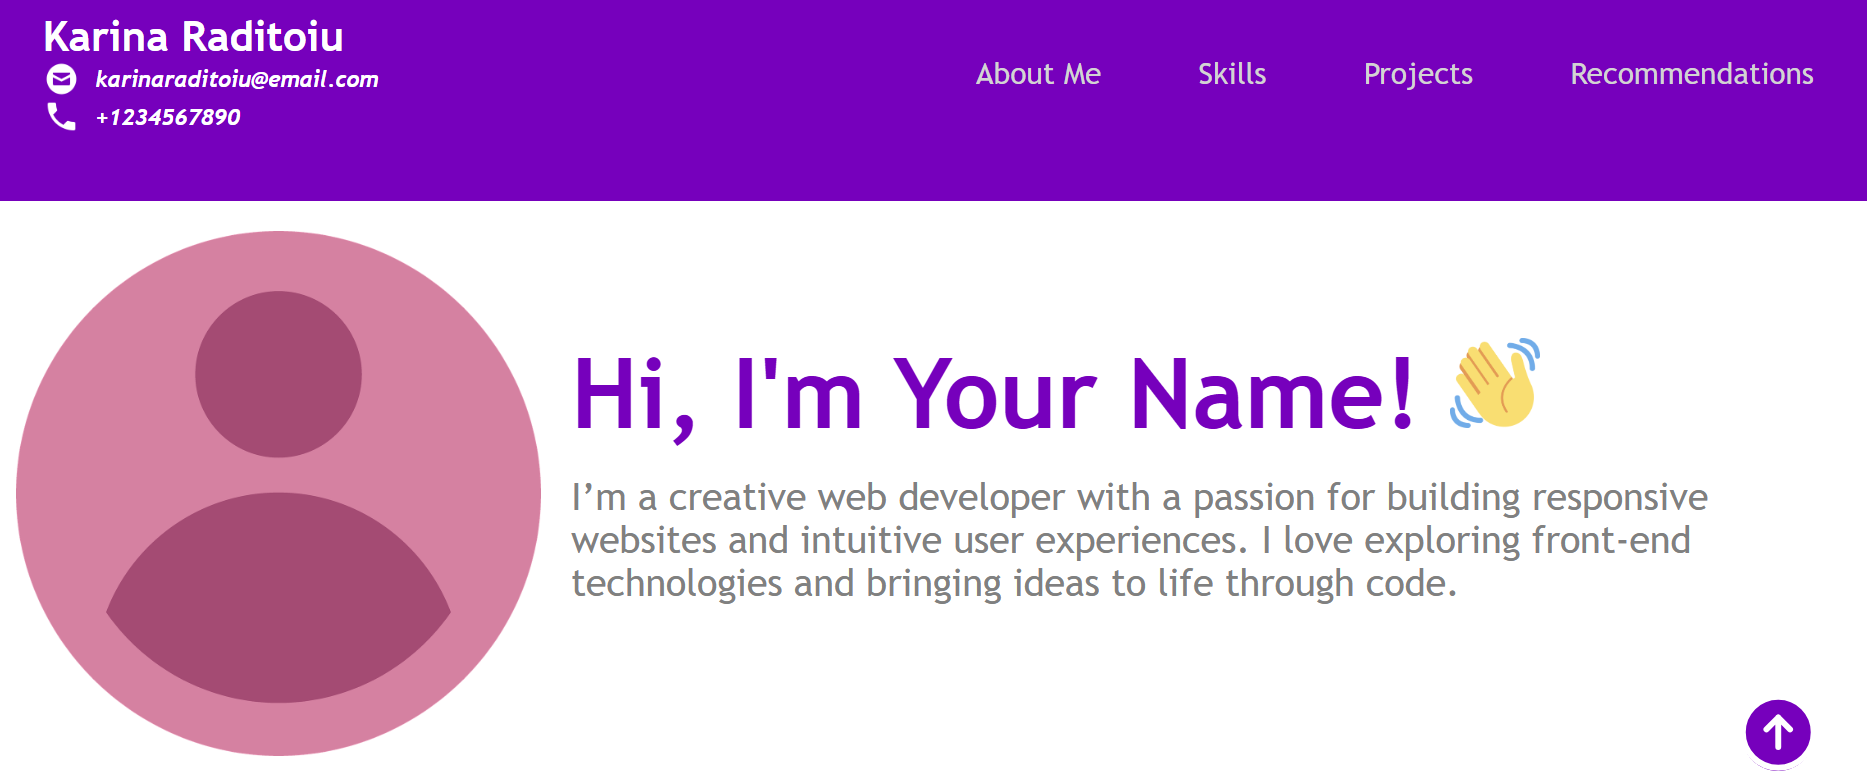 Karina Raditoiu
karinaraditoiu@email.com
+1234567890
About Me Skills Projects Recommendations
Hi, I'm Your Name! 👋
I’m a creative web developer with a passion for building responsive
websites and intuitive user experiences. I love exploring front-end
technologies and bringing ideas to life through code.